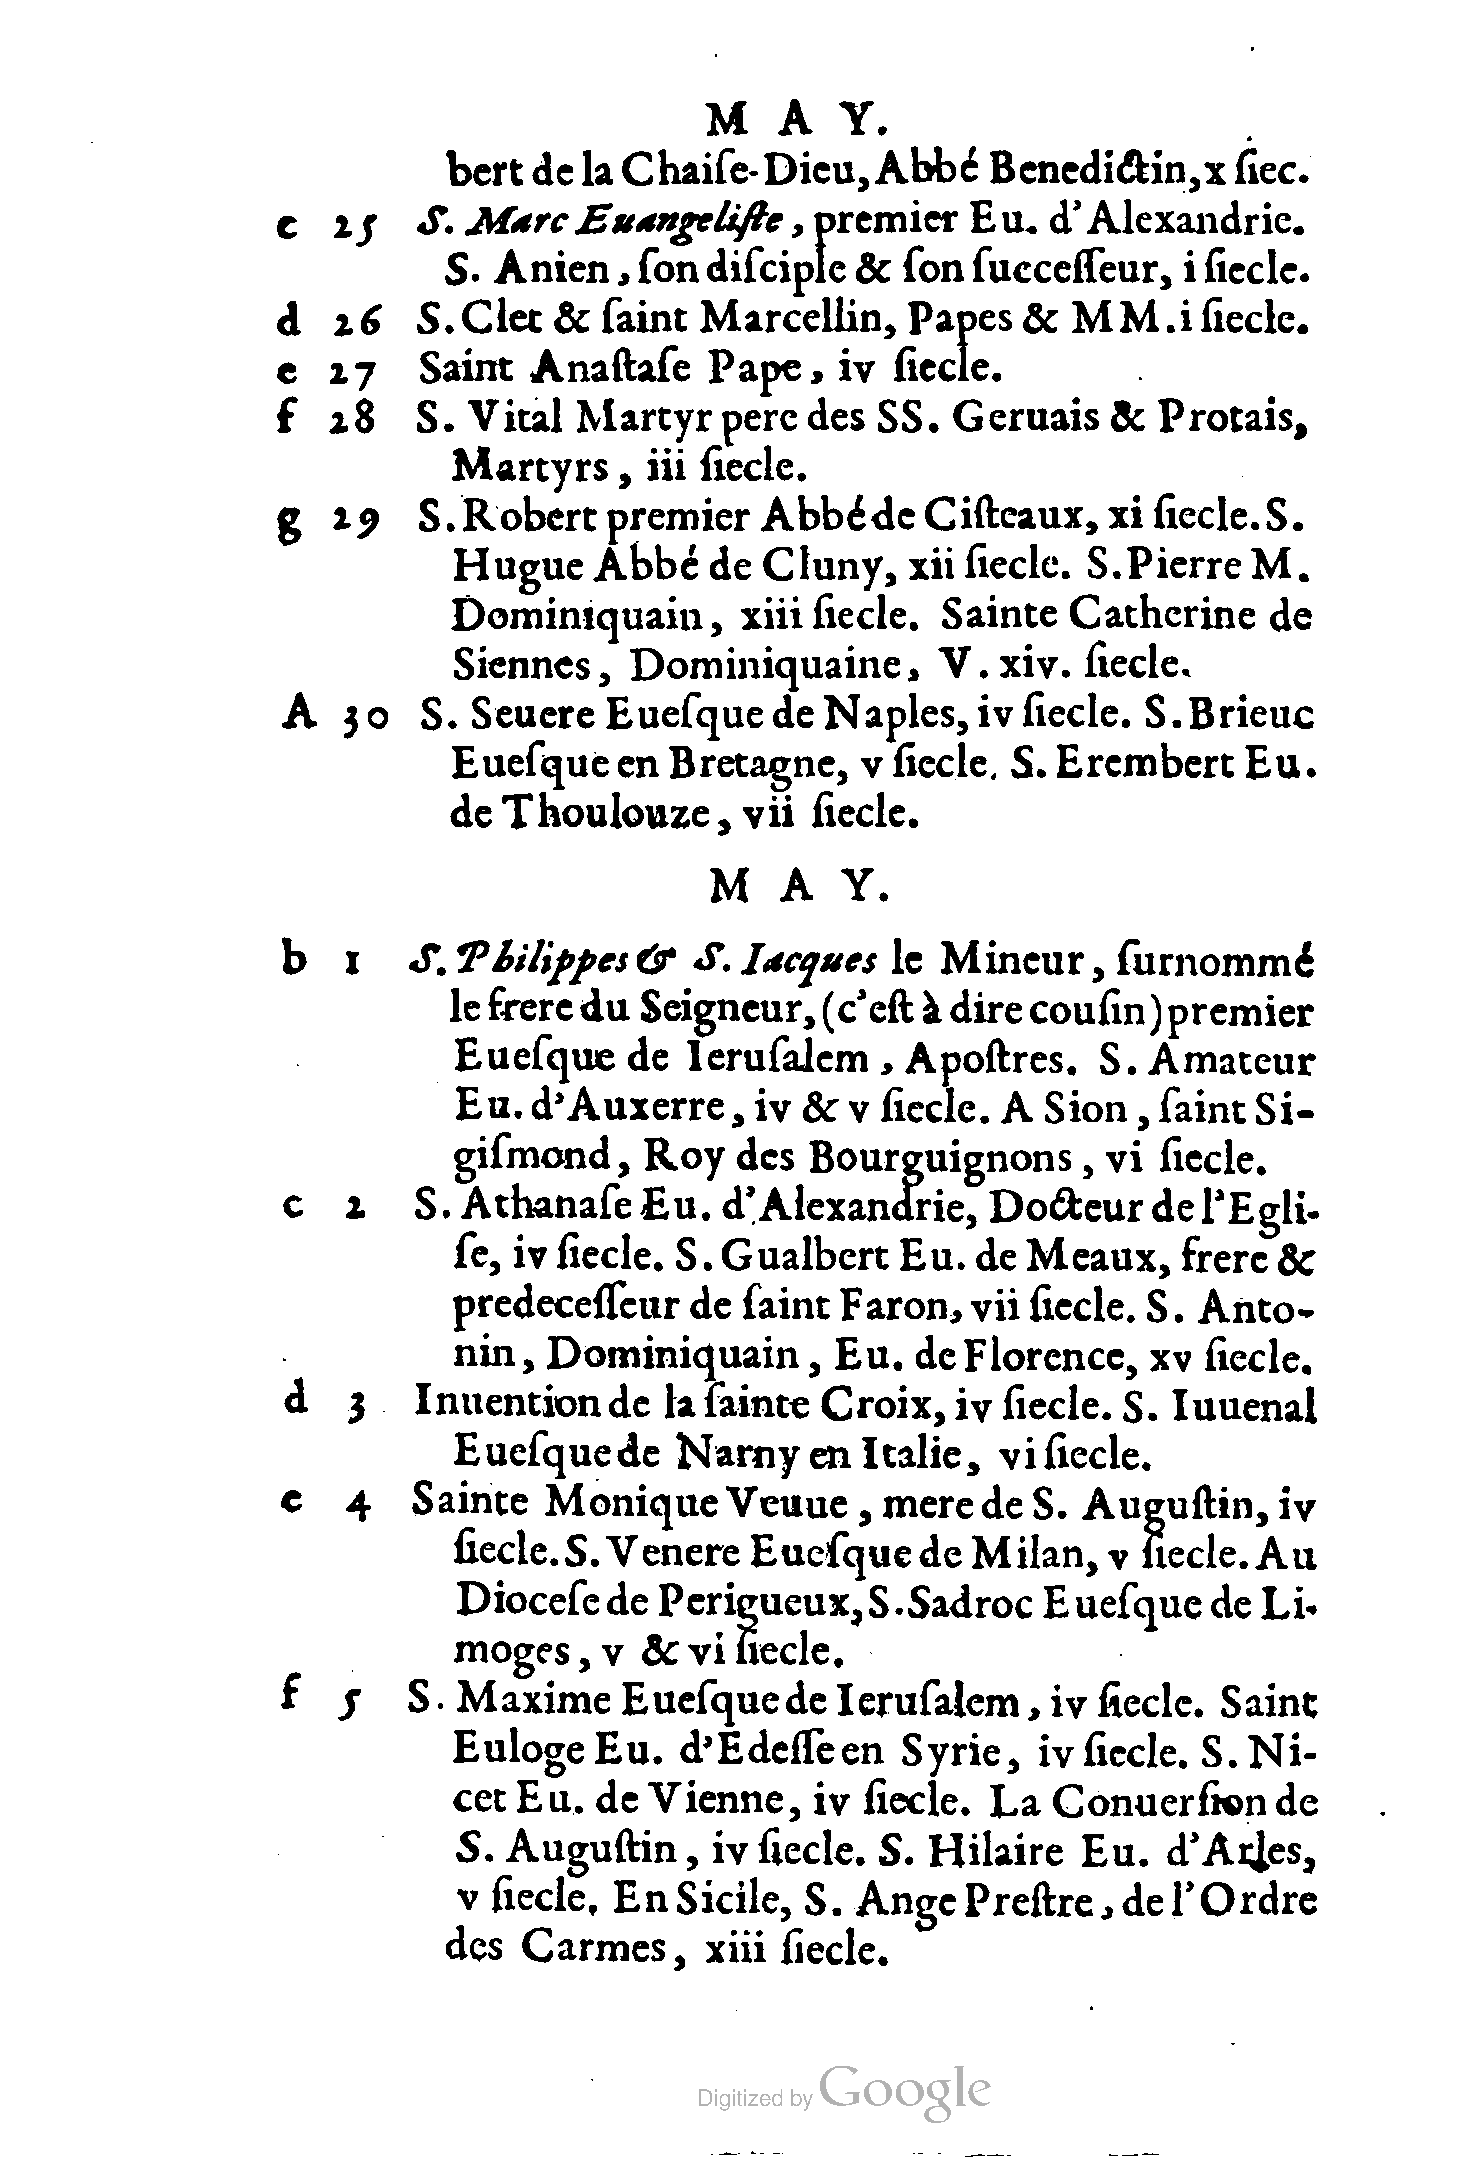 M A Y.
bert de la Chaiſe-Dieu, Abbé Benedictin, x ſiec.
c 25 S. Marc Euangeliſte, premier Eu. d'Alexandrie.
S. Anien, ſon diſciple & ſon ſucceſſeur, i ſiecle.
d 26 S. Clet & ſaint Marcellin, Papes & MM. i ſiecle.
e 27 Saint Anaſtaſe Pape, iv ſiecle.
f 28 S. Vital Martyr pere des SS. Geruais & Protais,
Martyrs, iii ſiecle.
g 29 S. Robert premier Abbé de Ciſteaux, xi ſiecle. S.
Hugue Abbé de Cluny, xii ſiecle. S. Pierre M.
Dominiquain, xiii ſiecle. Sainte Catherine de
Siennes, Dominiquaine, V. xiv. ſiecle.
A 30 S. Seuere Eueſque de Naples, iv ſiecle. S. Brieuc
Eueſque en Bretagne, v ſiecle. S. Erembert Eu.
de Thoulouze, vii ſiecle.
M A Y.
b 1 S. Philippes & S. Iacques le Mineur, ſurnommé
le frere du Seigneur, (c'eſt à dire couſin) premier
Eueſque de Ieruſalem, Apoſtres. S. Amateur
Eu. d'Auxerre, iv & v ſiecle. A Sion, ſaint Si-
giſmond, Roy des Bourguignons, vi ſiecle.
c 2 S. Athanaſe Eu. d'Alexandrie, Docteur de l'Egli-
ſe, iv ſiecle. S. Gualbert Eu. de Meaux, frere &
predeceſſeur de ſaint Faron, vii ſiecle. S. Anto-
nin, Dominiquain, Eu. de Florence, xv ſiecle.
d 3 Inuention de la ſainte Croix, iv ſiecle. S. Iuuenal
Eueſque de Narny en Italie, vi ſiecle.
e 4 Sainte Monique Veuue, mere de S. Auguſtin, iv
ſiecle. S. Venere Eueſque de Milan, v ſiecle. Au
Dioceſe de Perigueux, S. Sadroc Eueſque de Li-
moges, v & vi ſiecle.
f 5 S. Maxime Eueſque de Ieruſalem, iv ſiecle. Saint
Euloge Eu. d'Edeſſe en Syrie, iv ſiecle. S. Ni-
cet Eu. de Vienne, iv ſiecle. La Conuerſion de
S. Auguſtin, iv ſiecle. S. Hilaire Eu. d'Arles,
v ſiecle. En Sicile, S. Ange Preſtre, de l'Ordre
des Carmes, xiii ſiecle.
Digitized by Google